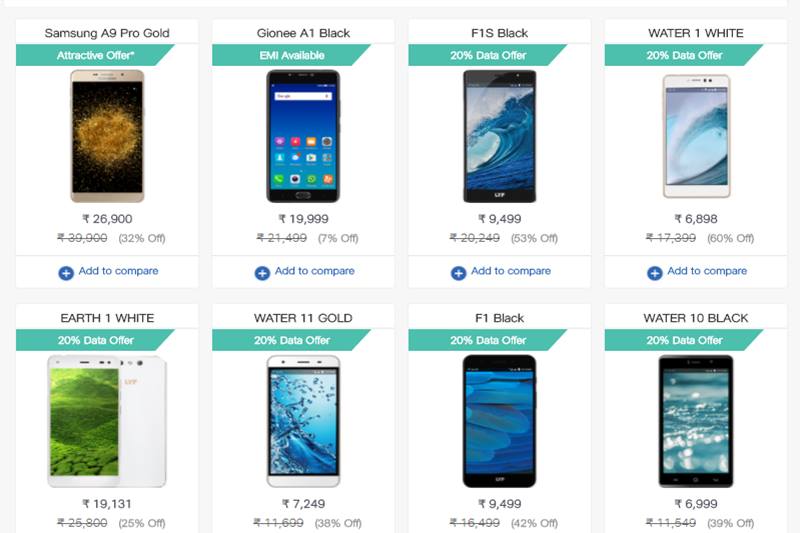 Samsung A9 Pro Gold
Attractive Offer*
₹ 26,900
₹ 39,900 (32% Off)
Add to compare
Gionee A1 Black
EMI Available
Google
₹ 19,999
₹ 21,499 (7% Off)
Add to compare
F1S Black
20% Data Offer
LYF
₹ 9,499
₹ 20,249 (53% Off)
Add to compare
WATER 1 WHITE
20% Data Offer
₹ 6,898
₹ 17,399 (60% Off)
Add to compare
EARTH 1 WHITE
20% Data Offer
LYF
₹ 19,131
₹ 25,800 (25% Off)
WATER 11 GOLD
20% Data Offer
₹ 7,249
₹ 11,699 (38% Off)
F1 Black
20% Data Offer
LYF
₹ 9,499
₹ 16,499 (42% Off)
WATER 10 BLACK
20% Data Offer
₹ 6,999
₹ 11,549 (39% Off)